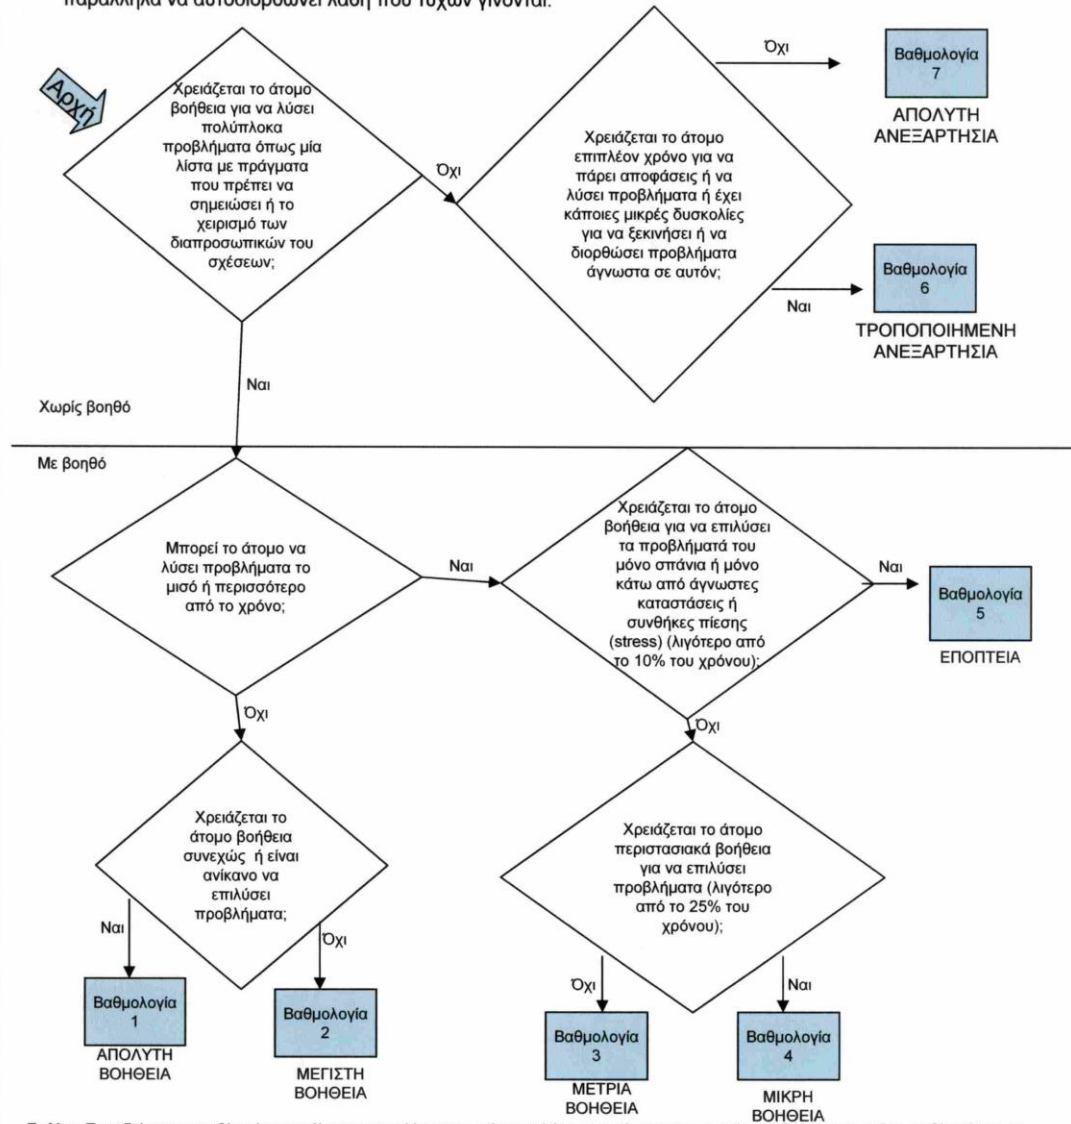 παράλληλα να αυτοδιορθώνει λάθη που τυχών γίνονται.
Αρχή
Χρειάζεται το άτομο
βοήθεια για να λύσει
πολύπλοκα
προβλήματα όπως μία
λίστα με πράγματα
που πρέπει να
σημειώσει ή το
χειρισμό των
διαπροσωπικών του
σχέσεων;
Όχι
Χρειάζεται το άτομο
επιπλέον χρόνο για να
πάρει αποφάσεις ή να
λύσει προβλήματα ή έχει
κάποιες μικρές δυσκολίες
για να ξεκινήσει ή να
διορθώσει προβλήματα
άγνωστα σε αυτόν;
Όχι
Βαθμολογία
7
ΑΠΟΛΥΤΗ
ΑΝΕΞΑΡΤΗΣΙΑ
Ναι
Βαθμολογία
6
ΤΡΟΠΟΠΟΙΗΜΕΝΗ
ΑΝΕΞΑΡΤΗΣΙΑ
Ναι
Χωρίς βοηθό
Με βοηθό
Μπορεί το άτομο να
λύσει προβλήματα το
μισό ή περισσότερο
από το χρόνο;
Ναι
Χρειάζεται το άτομο
βοήθεια για να επιλύσει
τα προβλήματά του
μόνο σπάνια ή μόνο
κάτω από άγνωστες
καταστάσεις ή
συνθήκες πίεσης
(stress) (λιγότερο από
το 10% του χρόνου);
Ναι
Βαθμολογία
5
ΕΠΟΠΤΕΙΑ
Όχι
Όχι
Χρειάζεται το
άτομο βοήθεια
συνεχώς ή είναι
ανίκανο να
επιλύσει
προβλήματα;
Ναι
Όχι
Βαθμολογία
1
ΑΠΟΛΥΤΗ
ΒΟΗΘΕΙΑ
Βαθμολογία
2
ΜΕΓΙΣΤΗ
ΒΟΗΘΕΙΑ
Χρειάζεται το άτομο
περιστασιακά βοήθεια
για να επιλύσει
προβλήματα (λιγότερο
από το 25% του
χρόνου);
Όχι
Ναι
Βαθμολογία
3
ΜΕΤΡΙΑ
ΒΟΗΘΕΙΑ
Βαθμολογία
4
ΜΙΚΡΗ
ΒΟΗΘΕΙΑ